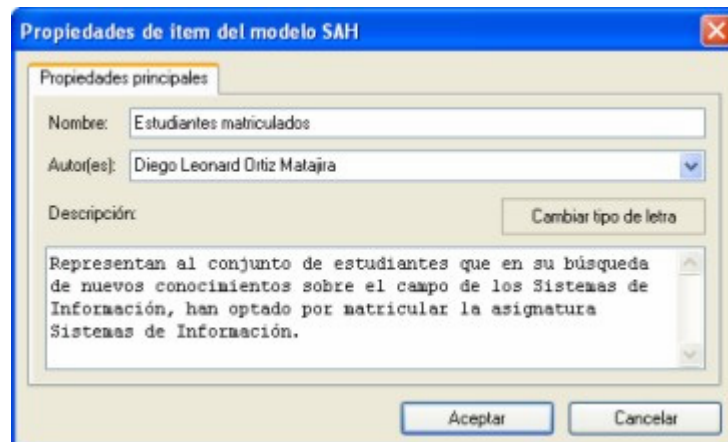 Propiedades de ítem del modelo SAH
Propiedades principales
Nombre: Estudiantes matriculados
Autor(es): Diego Leonard Ortiz Matajira
Descripción: Cambiar tipo de letra
Representan al conjunto de estudiantes que en su búsqueda
de nuevos conocimientos sobre el campo de los Sistemas de
Información, han optado por matricular la asignatura
Sistemas de Información.
Aceptar Cancelar